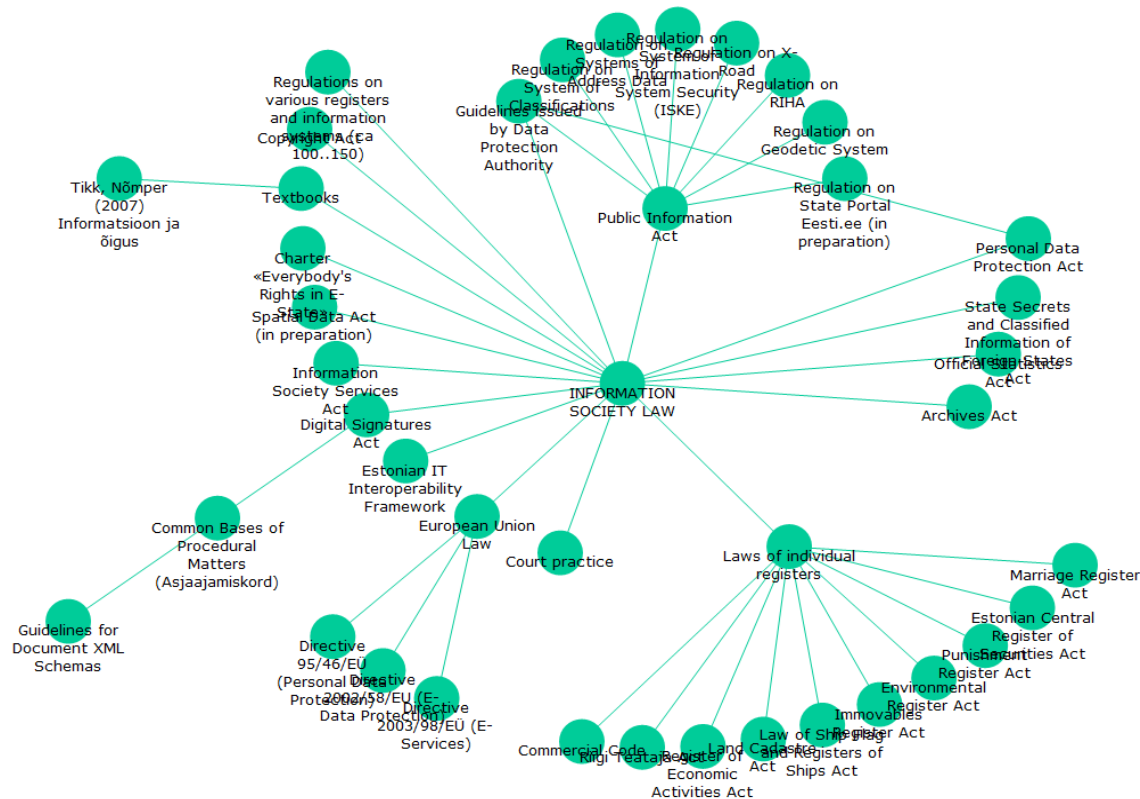 Regulations on
various registers
and information
systems (ca
100..150)
Copyright Act
Tikk, Nõmper
(2007)
Informatsioon ja
õigus
Textbooks
Charter
«Everybody's
Rights in E-
State»
Spatial Data Act
(in preparation)
Information
Society Services
Act
Digital Signatures
Act
Estonian IT
Interoperability
Framework
Common Bases of
Procedural
Matters
(Asjaajamiskord)
Guidelines for
Document XML
Schemas
European Union
Law
Directive
95/46/EÜ
(Personal Data
Protection)
Directive
2002/58/EU (E-
Data Protection)
Directive
2003/98/EÜ (E-
Services)
Court practice
Guidelines issued
by Data
Protection
Authority
Regulation on
System of
Classifications
Regulation on
Systems of
Address Data
Regulation on
System of
Information
System Security
(ISKE)
Regulation on X-
Road
Regulation on
RIHA
Regulation on
Geodetic System
Regulation on
State Portal
Eesti.ee (in
preparation)
Public Information
Act
INFORMATION
SOCIETY LAW
Personal Data
Protection Act
State Secrets
and Classified
Information of
Foreign States
Act
Official Statistics
Act
Archives Act
Laws of individual
registers
Marriage Register
Act
Estonian Central
Register of
Securities Act
Punishment
Register Act
Environmental
Register Act
Immovables
Register Act
Law of Ship Flag
and Registers of
Ships Act
Land Cadastre
Act
Register of
Economic
Activities Act
Riigi Teataja Act
Commercial Code